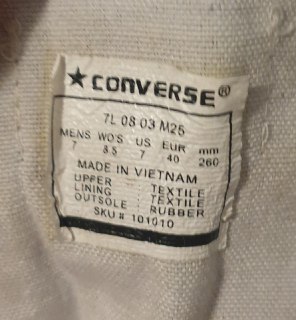 ★ CONVERSE®
7L 08 03 M25
MENS WO'S US EUR mm
7 8.5 7 40 260
MADE IN VIETNAM
UPPER : TEXTILE
LINING : TEXTILE
OUTSOLE : RUBBER
SKU # 101010